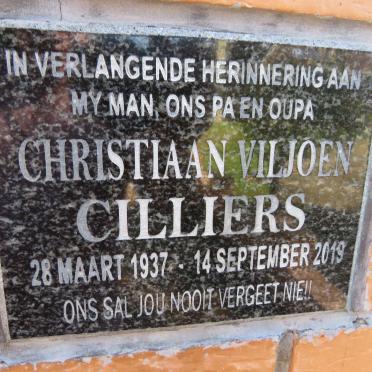 IN VERLANGENDE HERINNERING AAN
MY MAN, ONS PA EN OUPA
CHRISTIAAN VILJOEN
CILLIERS
28 MAART 1937 - 14 SEPTEMBER 2019
ONS SAL JOU NOOIT VERGEET NIE!!